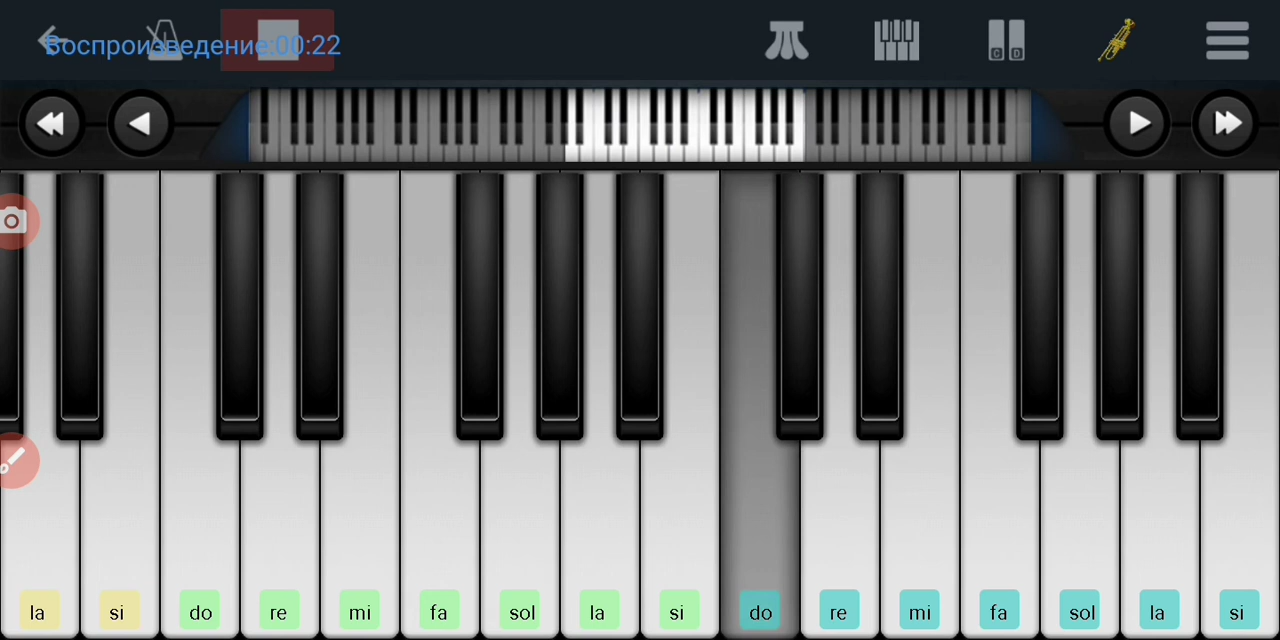 Воспроизведение:00:22
C D
la si do re mi fa sol la si do re mi fa sol la si